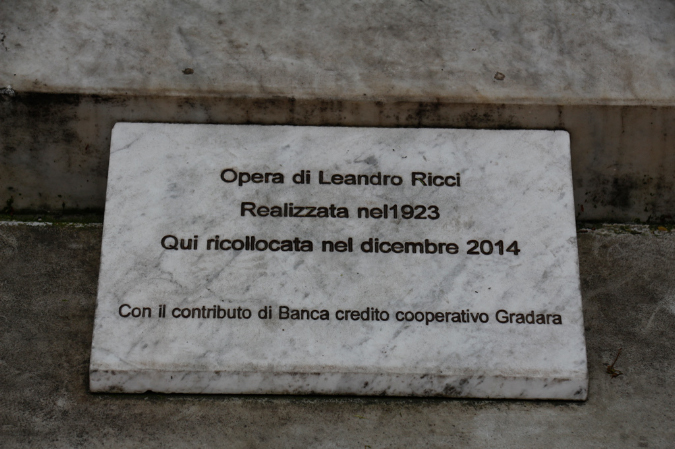 Opera di Leandro Ricci
Realizzata nel1923
Qui ricollocata nel dicembre 2014
Con il contributo di Banca credito cooperativo Gradara